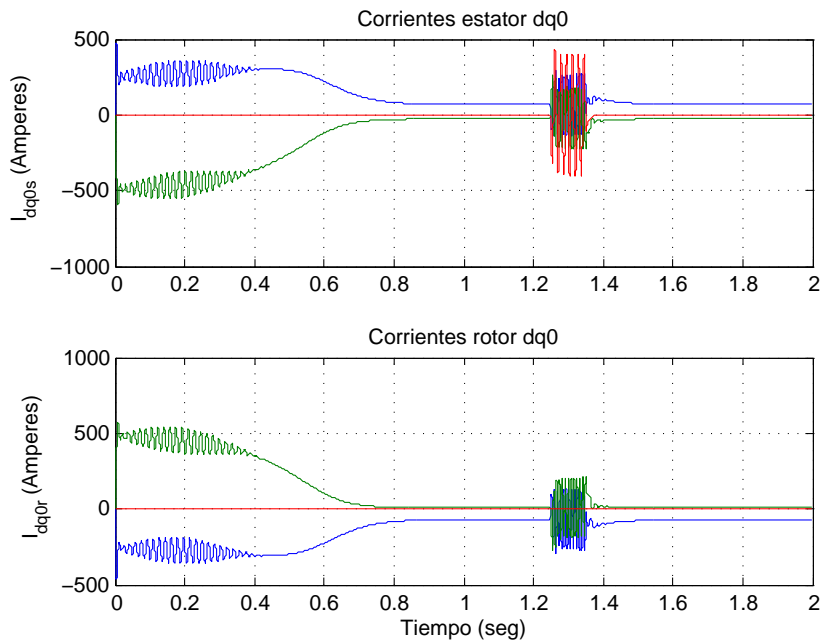 Corrientes estator dq0
500
0
−500
−1000
I_dq0s (Amperes)
0 0.2 0.4 0.6 0.8 1 1.2 1.4 1.6 1.8 2
Corrientes rotor dq0
1000
500
0
−500
I_dq0r (Amperes)
0 0.2 0.4 0.6 0.8 1 1.2 1.4 1.6 1.8 2
Tiempo (seg)